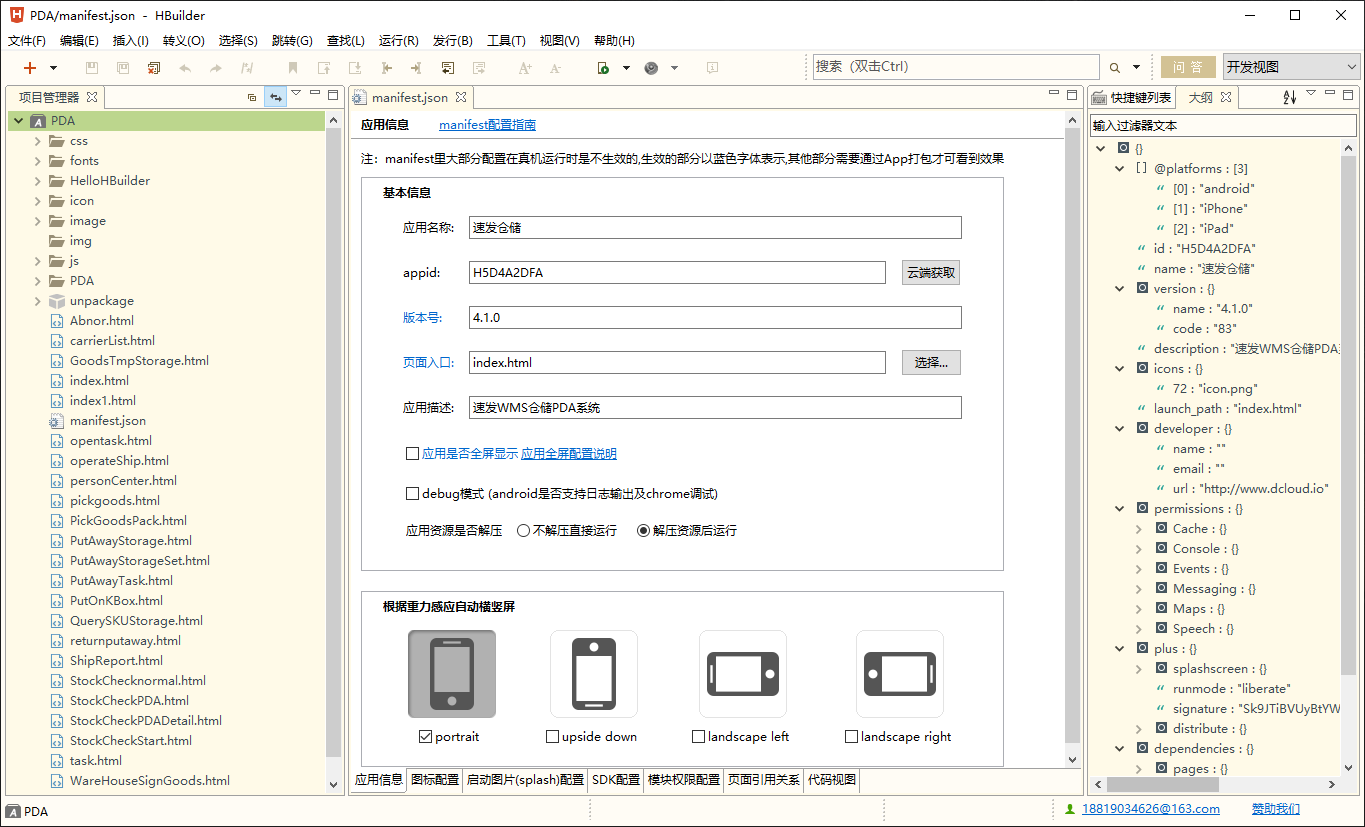 PDA/manifest.json - HBuilder
文件(F) 编辑(E) 插入(I) 转义(O) 选择(S) 跳转(G) 查找(L) 运行(R) 发行(B) 工具(T) 视图(V) 帮助(H)
搜索（双击Ctrl)
问 答
开发视图
项目管理器
PDA
css
fonts
HelloHBuilder
icon
image
img
js
PDA
unpackage
Abnor.html
carrierList.html
GoodsTmpStorage.html
index.html
index1.html
manifest.json
opentask.html
operateShip.html
personCenter.html
pickgoods.html
PickGoodsPack.html
PutAwayStorage.html
PutAwayStorageSet.html
PutAwayTask.html
PutOnKBox.html
QuerySKUStorage.html
returnputaway.html
ShipReport.html
StockChecknormal.html
StockCheckPDA.html
StockCheckPDADetail.html
StockCheckStart.html
task.html
WareHouseSignGoods.html
manifest.json
应用信息 manifest配置指南
注: manifest里大部分配置在真机运行时是不生效的,生效的部分以蓝色字体表示,其他部分需要通过App打包才可看到效果
基本信息
应用名称: 速发仓储
appid: H5D4A2DFA 云端获取
版本号: 4.1.0
页面入口: index.html 选择...
应用描述: 速发WMS仓储PDA系统
应用是否全屏显示 应用全屏配置说明
debug模式 (android是否支持日志输出及chrome调试)
应用资源是否解压 不解压直接运行 解压资源后运行
根据重力感应自动横竖屏
portrait upside down landscape left landscape right
应用信息 图标配置 启动图片(splash)配置 SDK配置 模块权限配置 页面引用关系 代码视图
快捷键列表 大纲
输入过滤器文本
{}
[] @platforms : [3]
“ [0] : "android"
“ [1] : "iPhone"
“ [2] : "iPad"
“ id : "H5D4A2DFA"
“ name : "速发仓储"
version : {}
“ name : "4.1.0"
“ code : "83"
“ description : "速发WMS仓储PDA
icons : {}
“ 72 : "icon.png"
“ launch_path : "index.html"
developer : {}
“ name : ""
“ email : ""
“ url : "http://www.dcloud.io"
permissions : {}
Cache : {}
Console : {}
Events : {}
Messaging : {}
Maps : {}
Speech : {}
plus : {}
splashscreen : {}
“ runmode : "liberate"
“ signature : "Sk9JTiBVUyBtYW
distribute : {}
dependencies : {}
pages : {}
PDA
18819034626@163.com 赞助我们